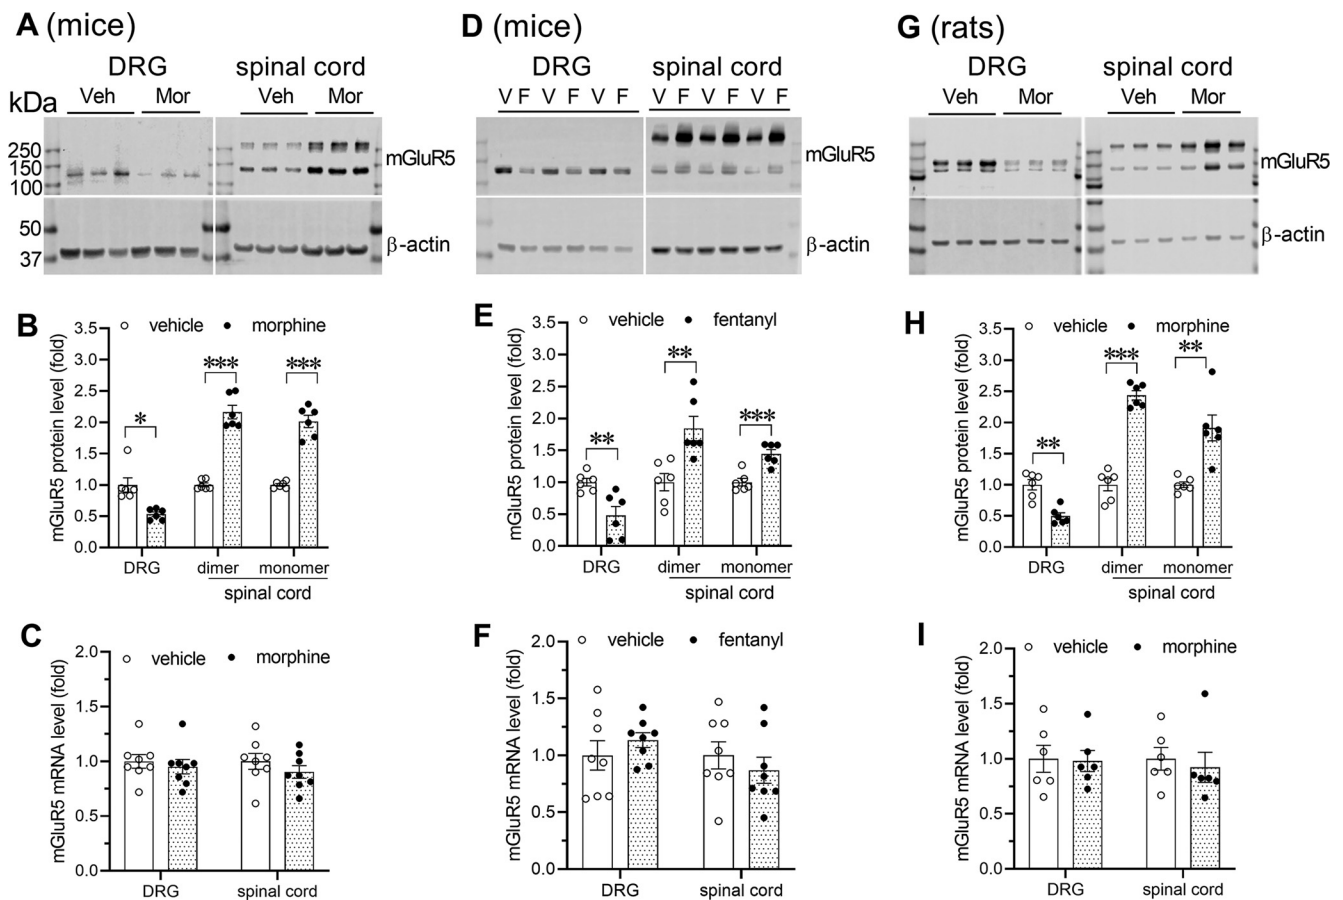 A (mice)
DRG spinal cord
Veh Mor Veh Mor
kDa
250
150
100
50
37
mGluR5
β-actin
D (mice)
DRG spinal cord
V F V F V F V F V F V F
mGluR5
β-actin
G (rats)
DRG spinal cord
Veh Mor Veh Mor
mGluR5
β-actin
B
vehicle morphine
mGluR5 protein level (fold)
3.5
3.0
2.5
2.0
1.5
1.0
0.5
0.0
* *** ***
DRG dimer monomer
spinal cord
E
vehicle fentanyl
mGluR5 protein level (fold)
3.5
3.0
2.5
2.0
1.5
1.0
0.5
0.0
** ** ***
DRG dimer monomer
spinal cord
H
vehicle morphine
mGluR5 protein level (fold)
3.5
3.0
2.5
2.0
1.5
1.0
0.5
0.0
** *** **
DRG dimer monomer
spinal cord
C
vehicle morphine
mGluR5 mRNA level (fold)
2.0
1.5
1.0
0.5
0.0
DRG spinal cord
F
vehicle fentanyl
mGluR5 mRNA level (fold)
2.0
1.5
1.0
0.5
0.0
DRG spinal cord
I
vehicle morphine
mGluR5 mRNA level (fold)
2.0
1.5
1.0
0.5
0.0
DRG spinal cord